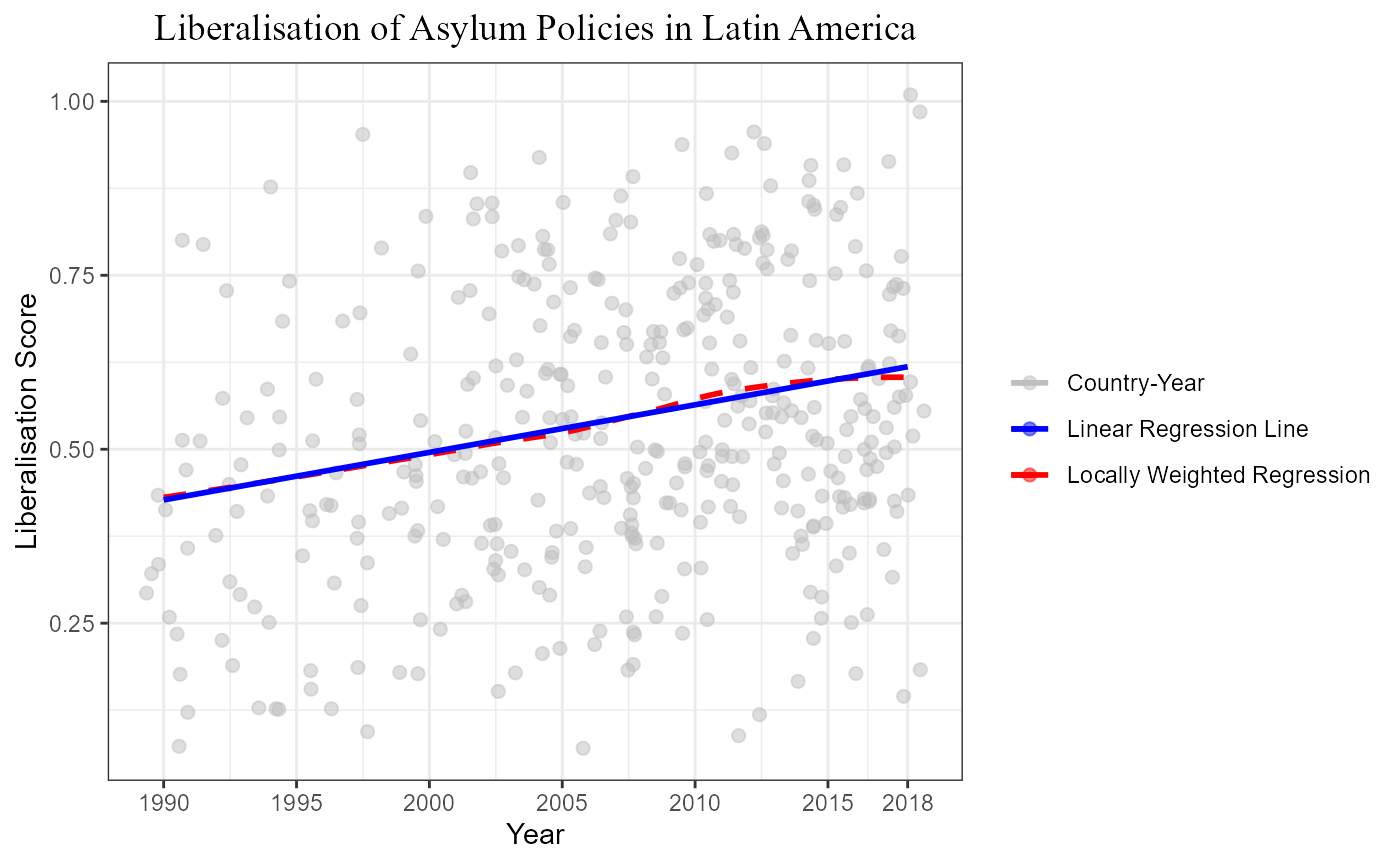 Liberalisation of Asylum Policies in Latin America
Liberalisation Score
1.00
0.75
0.50
0.25
1990 1995 2000 2005 2010 2015 2018
Year
Country-Year
Linear Regression Line
Locally Weighted Regression